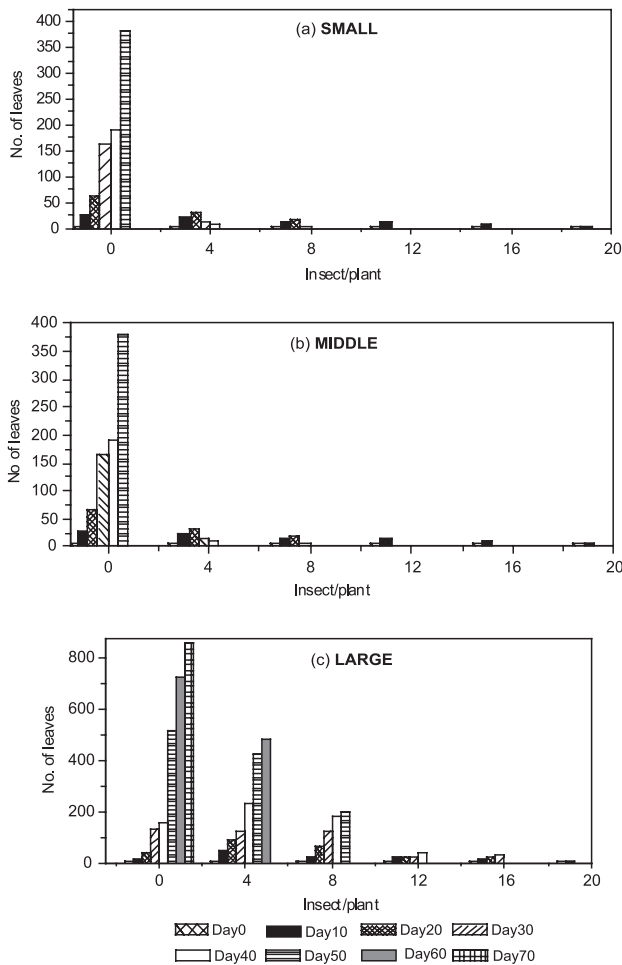 (a) SMALL
No. of leaves
400
350
300
250
200
150
100
50
0
0 4 8 12 16 20
Insect/plant
(b) MIDDLE
No of leaves
400
350
300
250
200
150
100
50
0
0 4 8 12 16 20
Insect/plant
(c) LARGE
No. of leaves
800
600
400
200
0
0 4 8 12 16 20
Insect/plant
Day0 Day10 Day20 Day30
Day40 Day50 Day60 Day70